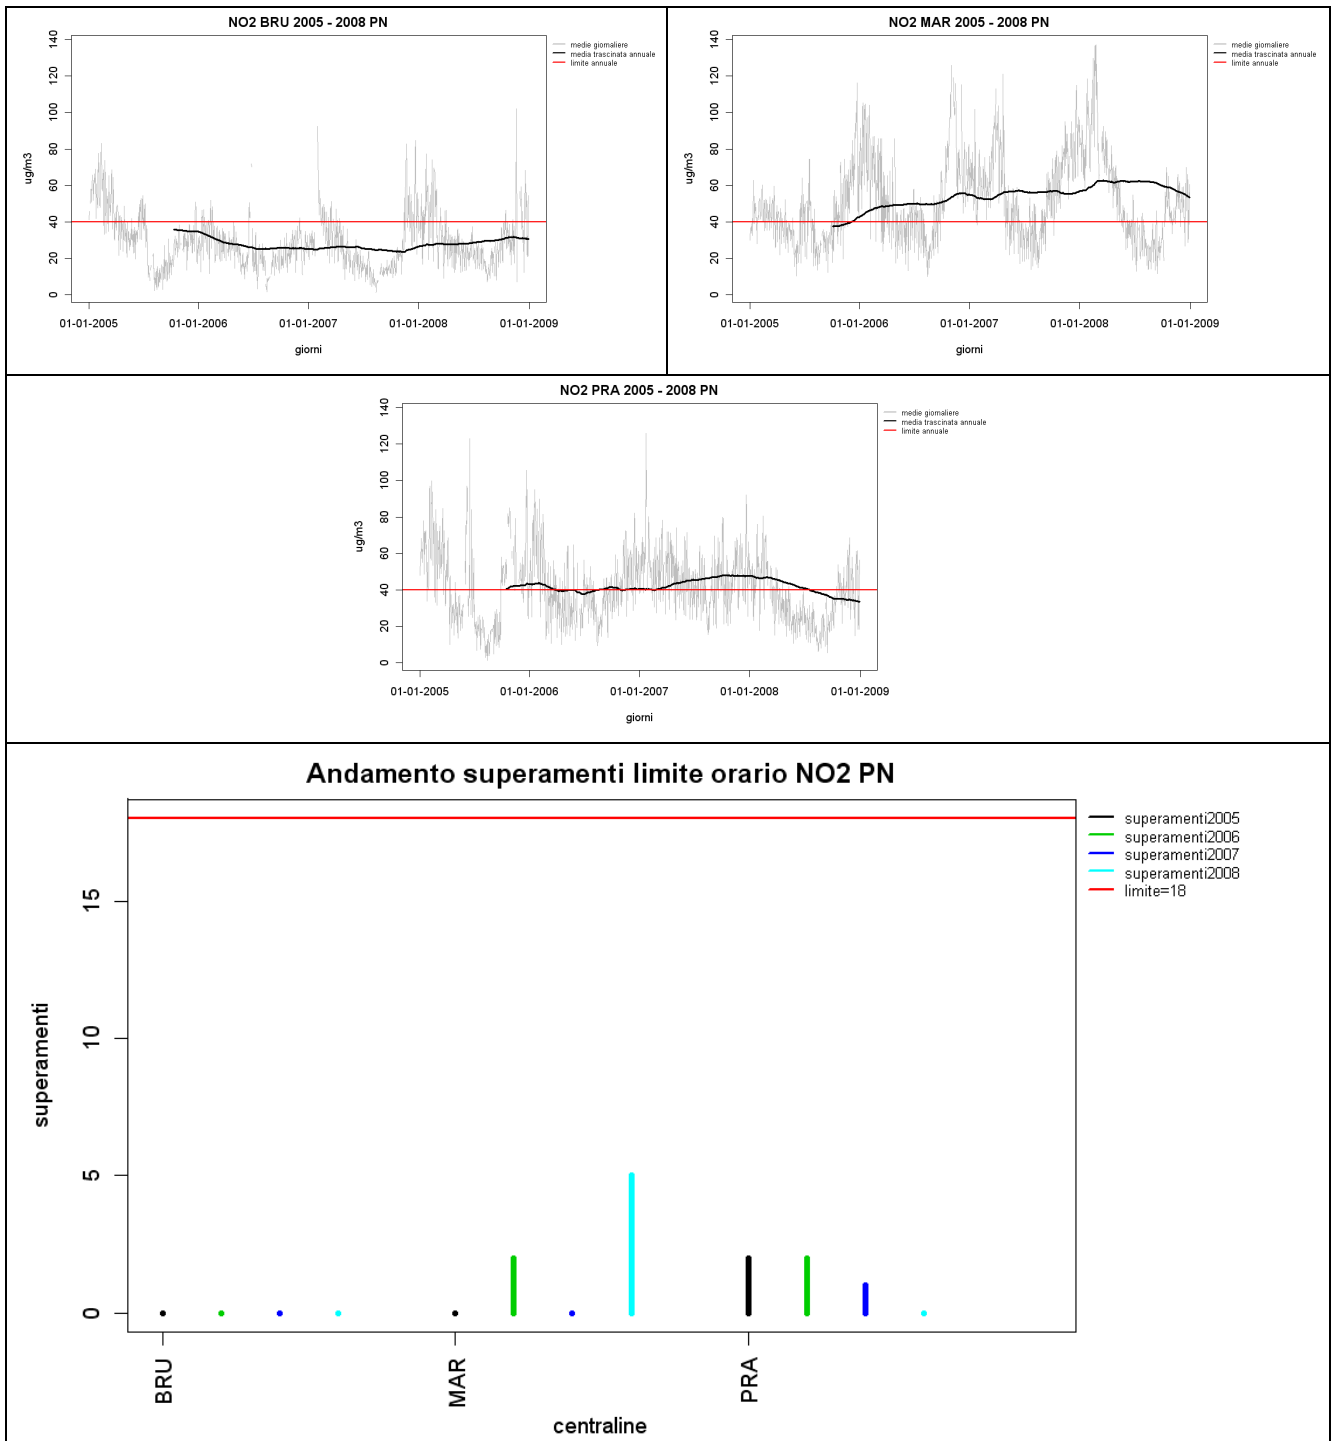 NO2 BRU 2005 - 2008 PN
140
120
100
80
60
40
20
0
ug/m3
01-01-2005 01-01-2006 01-01-2007 01-01-2008 01-01-2009
giorni
medie giornaliere
media trascinata annuale
limite annuale
NO2 MAR 2005 - 2008 PN
140
120
100
80
60
40
20
0
ug/m3
01-01-2005 01-01-2006 01-01-2007 01-01-2008 01-01-2009
giorni
medie giornaliere
media trascinata annuale
limite annuale
NO2 PRA 2005 - 2008 PN
140
120
100
80
60
40
20
0
ug/m3
01-01-2005 01-01-2006 01-01-2007 01-01-2008 01-01-2009
giorni
medie giornaliere
media trascinata annuale
limite annuale
Andamento superamenti limite orario NO2 PN
15
10
5
0
superamenti
BRU MAR PRA
centraline
superamenti2005
superamenti2006
superamenti2007
superamenti2008
limite=18